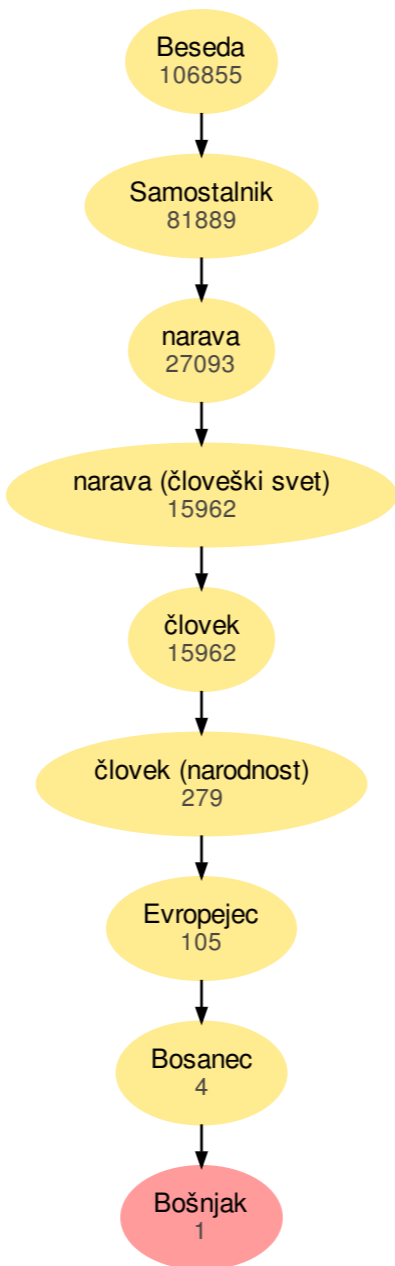 Beseda
106855
Samostalnik
81889
narava
27093
narava (človeški svet)
15962
človek
15962
človek (narodnost)
279
Evropejec
105
Bosanec
4
Bošnjak
1